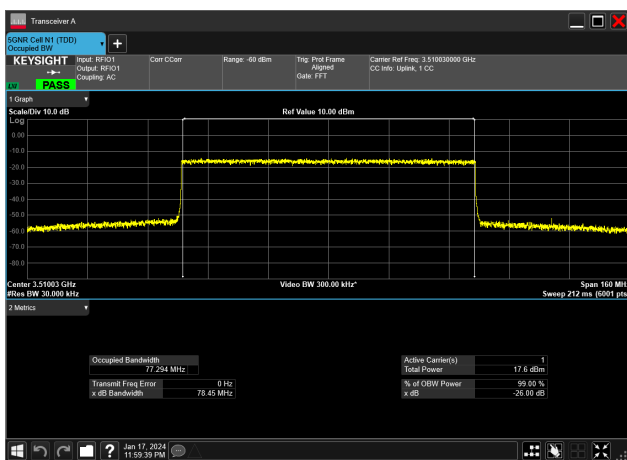 Transceiver A
5GNR Cell N1 (TDD)
Occupied BW
KEYSIGHT
Input: RFIO1
Output: RFIO1
Coupling: AC
Corr CCorr
Range: -60 dBm
Trig: Prot Frame
Aligned
Gate: FFT
Carrier Ref Freq: 3.510030000 GHz
CC Info: Uplink, 1 CC
PASS
1 Graph
Scale/Div 10.0 dB
Ref Value 10.00 dBm
Log
0.00
-10.0
-20.0
-30.0
-40.0
-50.0
-60.0
-70.0
-80.0
Center 3.51003 GHz
Video BW 300.00 kHz*
Span 160 MH
#Res BW 30.000 kHz
Sweep 212 ms (6001 pts
2 Metrics
Occupied Bandwidth
77.294 MHz
Active Carrier(s) 1
Total Power 17.6 dBm
Transmit Freq Error 0 Hz
x dB Bandwidth 78.45 MHz
% of OBW Power 99.00 %
x dB -26.00 dB
Jan 17, 2024
11:59:39 PM